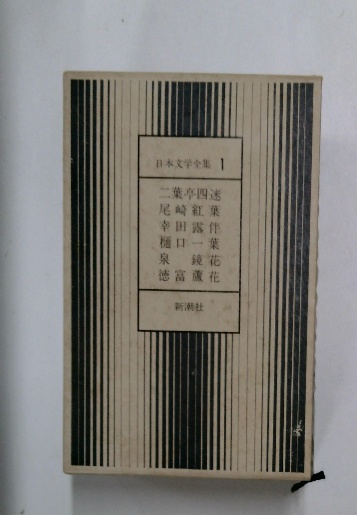 日本文学全集 1
二葉亭四迷
尾崎紅葉
幸田露伴
樋口一葉
泉鏡花
徳冨蘆花
新潮社